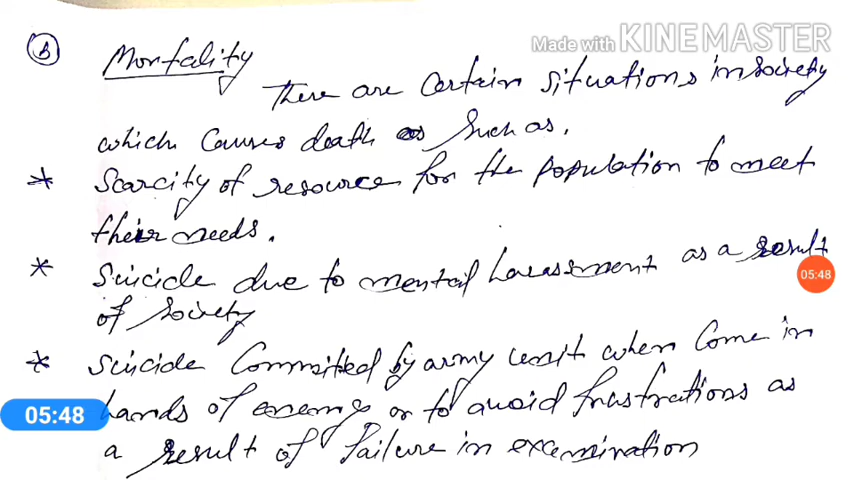 Made with KINEMASTER
B Mortality
There are certain situations in society
which causes death as such as.
* Scarcity of resource for the population to meet
their needs.
* Suicide due to mental harassment as a result
05:48
of society
* Suicide Committed by army unit when Come in
05:48 hands of enemy or to avoid frustrations as
a result of failure in examination